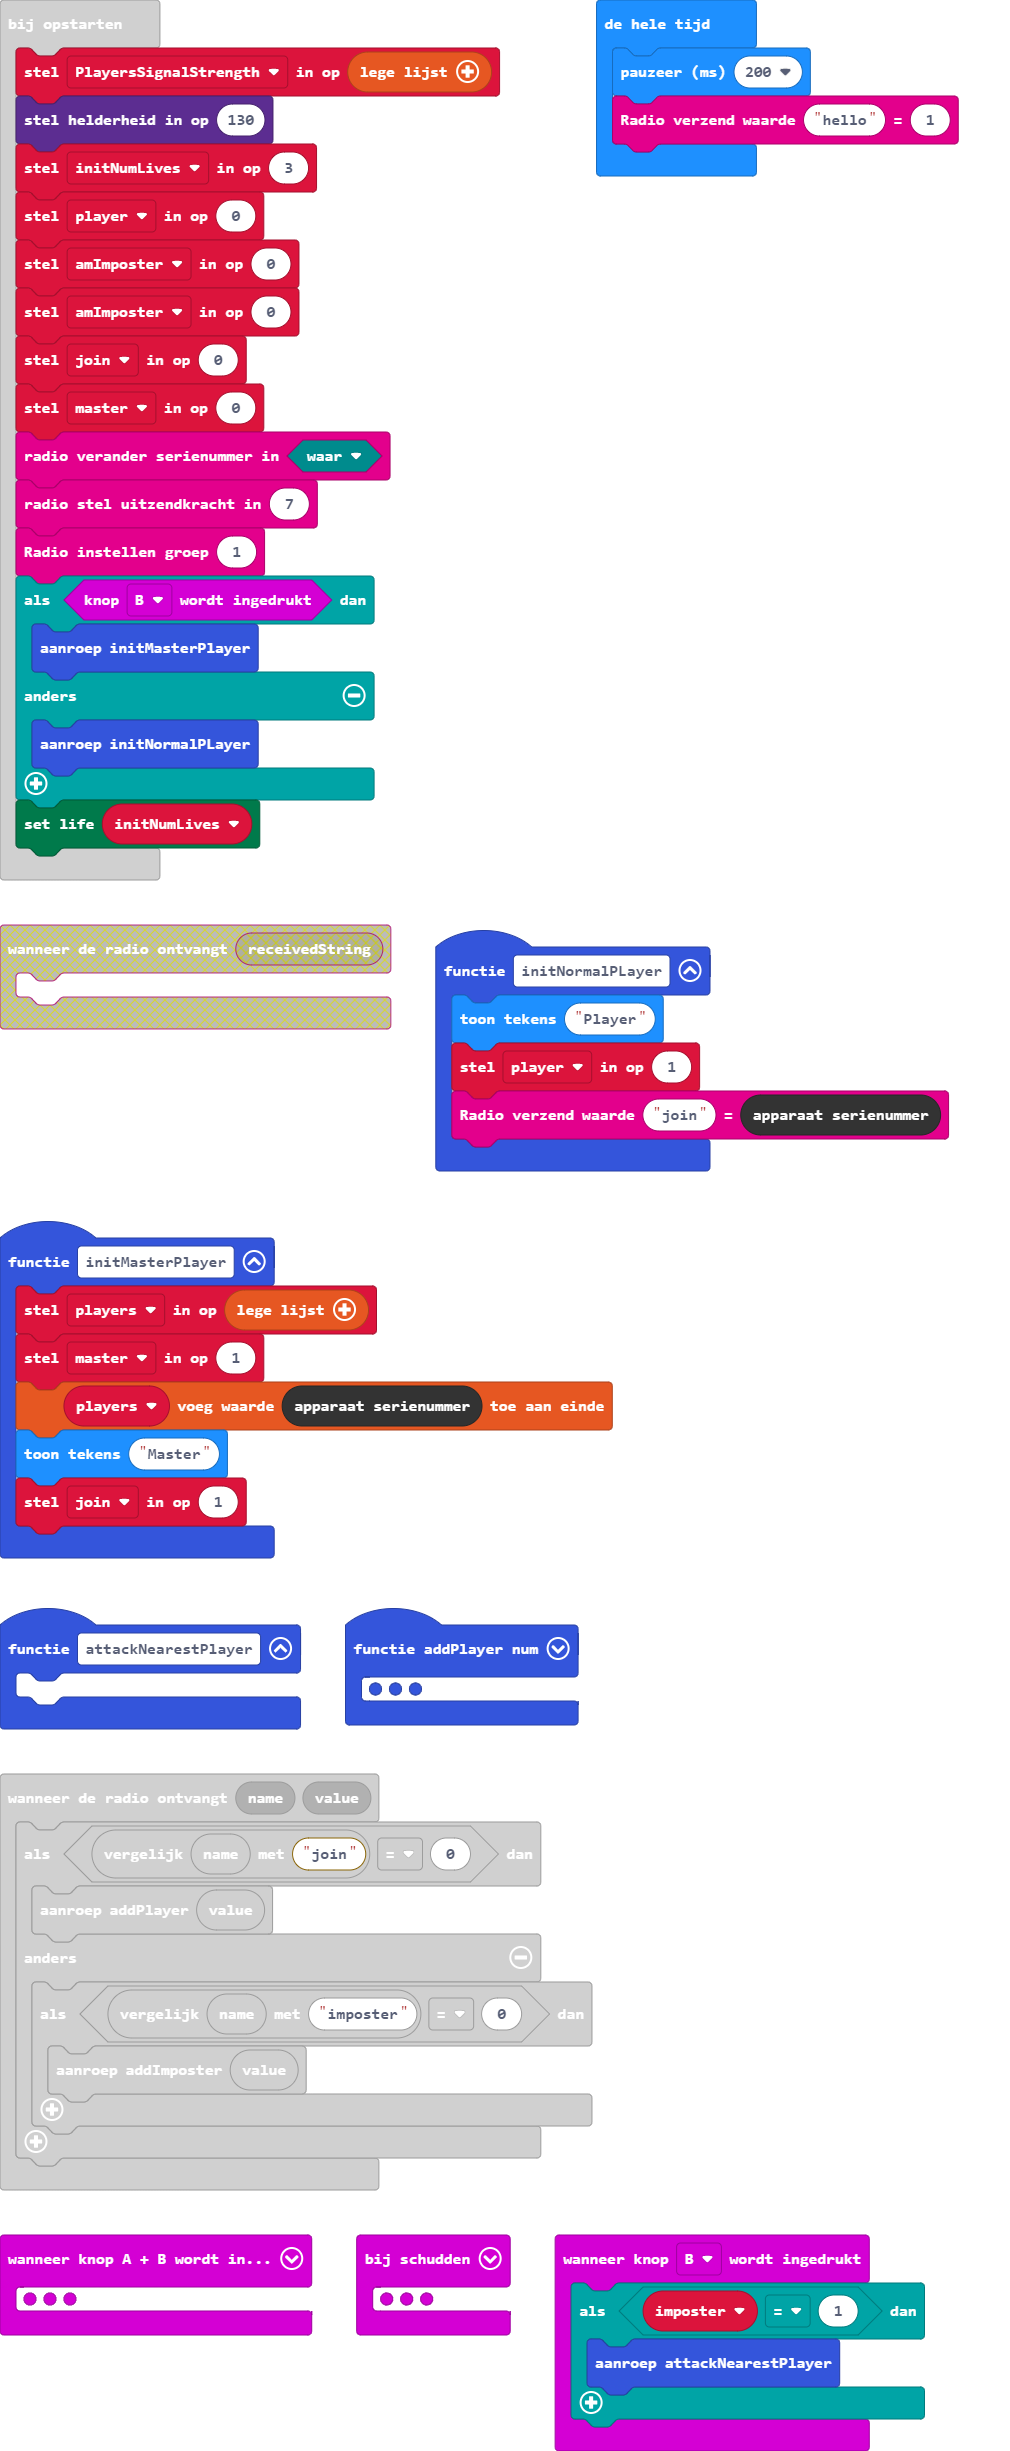 bij opstarten
stel PlayersSignalStrength in op lege lijst
stel helderheid in op 130
stel initNumLives in op 3
stel player in op 0
stel amImposter in op 0
stel amImposter in op 0
stel join in op 0
stel master in op 0
radio verander serienummer in waar
radio stel uitzendkracht in 7
Radio instellen groep 1
als knop B wordt ingedrukt dan
aanroep initMasterPlayer
anders
aanroep initNormalPLayer
set life initNumLives
de hele tijd
pauzeer (ms) 200
Radio verzend waarde "hello" = 1
wanneer de radio ontvangt receivedString
functie initNormalPLayer
toon tekens "Player"
stel player in op 1
Radio verzend waarde "join" = apparaat serienummer
functie initMasterPlayer
stel players in op lege lijst
stel master in op 1
players voeg waarde apparaat serienummer toe aan einde
toon tekens "Master"
stel join in op 1
functie attackNearestPlayer
functie addPlayer num
wanneer de radio ontvangt name value
als vergelijk name met "join" = 0 dan
aanroep addPlayer value
anders
als vergelijk name met "imposter" = 0 dan
aanroep addImposter value
wanneer knop A + B wordt in...
bij schudden
wanneer knop B wordt ingedrukt
als imposter = 1 dan
aanroep attackNearestPlayer